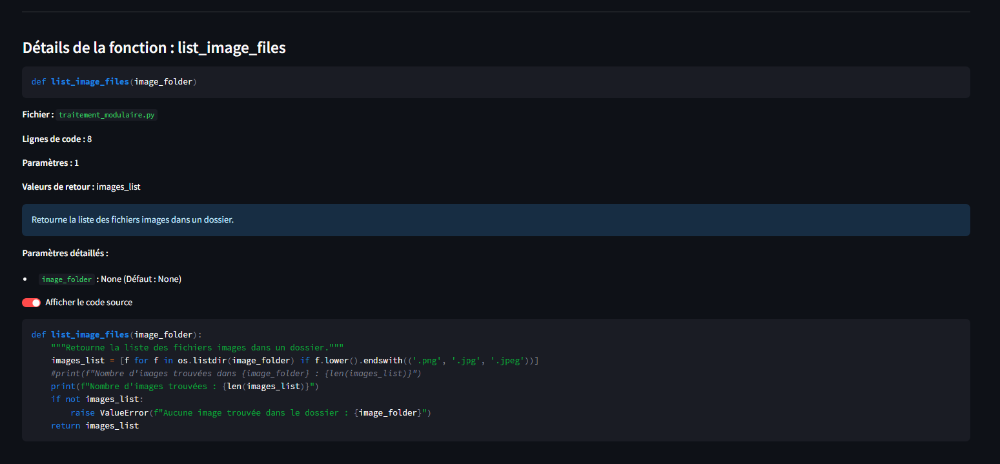 Détails de la fonction : list_image_files
def list_image_files(image_folder)
Fichier : traitement_modulaire.py
Lignes de code : 8
Paramètres : 1
Valeurs de retour : images_list
Retourne la liste des fichiers images dans un dossier.
Paramètres détaillés :
• image_folder : None (Défaut : None)
Afficher le code source
def list_image_files(image_folder):
    """Retourne la liste des fichiers images dans un dossier."""
    images_list = [f for f in os.listdir(image_folder) if f.lower().endswith(('.png', '.jpg', '.jpeg'))]
    #print(f"Nombre d'images trouvées dans {image_folder} : {len(images_list)}")
    print(f"Nombre d'images trouvées : {len(images_list)}")
    if not images_list:
        raise ValueError(f"Aucune image trouvée dans le dossier : {image_folder}")
    return images_list